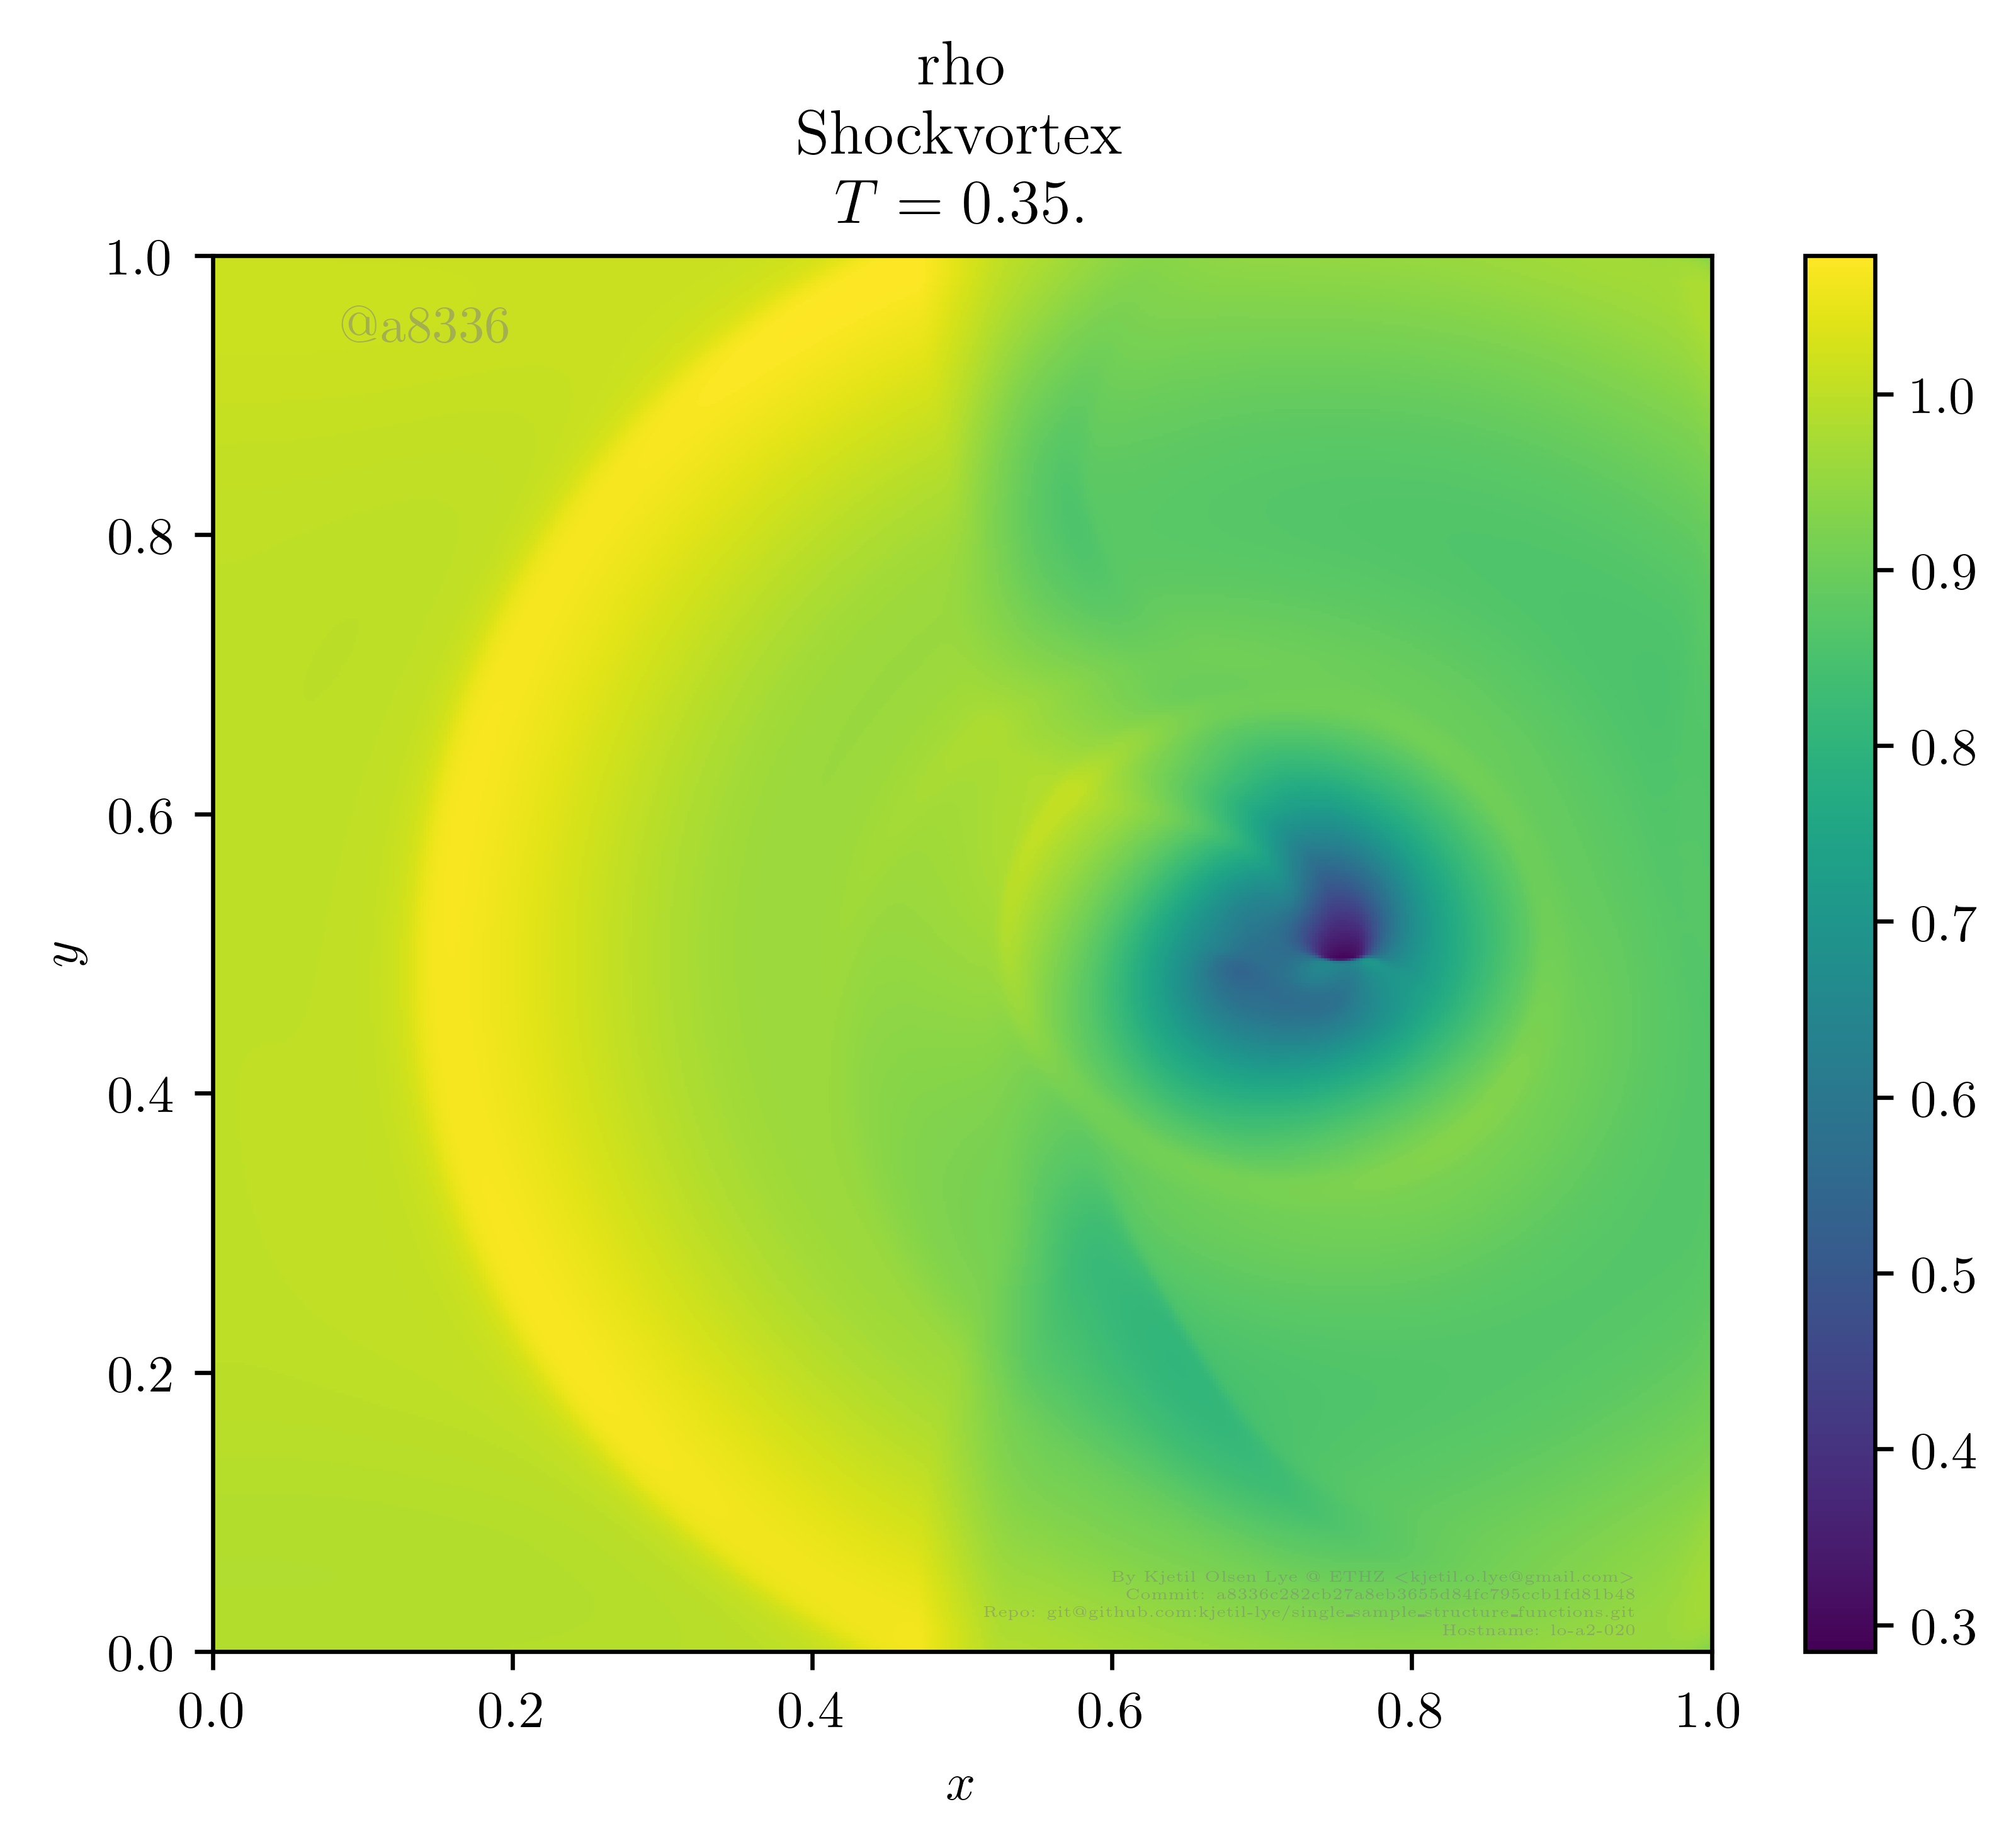 rho
Shockvortex
T = 0.35.
1.0
@a8336
0.8
0.6
0.4
0.2
0.0
y
0.0 0.2 0.4 0.6 0.8 1.0
x
1.0
0.9
0.8
0.7
0.6
0.5
0.4
0.3
By Kjetil Olsen Lye @ ETHZ <kjetil.o.lye@gmail.com>
Commit: a8336c282cb27a8eb3655d84fc795ccb1fd81b48
Repo: git@github.com:kjetil-lye/single_sample_structure_functions.git
Hostname: lo-a2-020